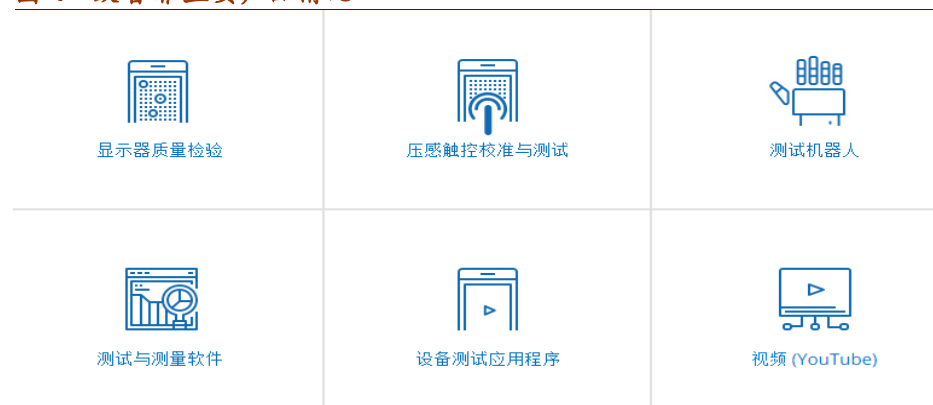 显示器质量检验
压感触控校准与测试
测试机器人
测试与测量软件
设备测试应用程序
视频 (YouTube)